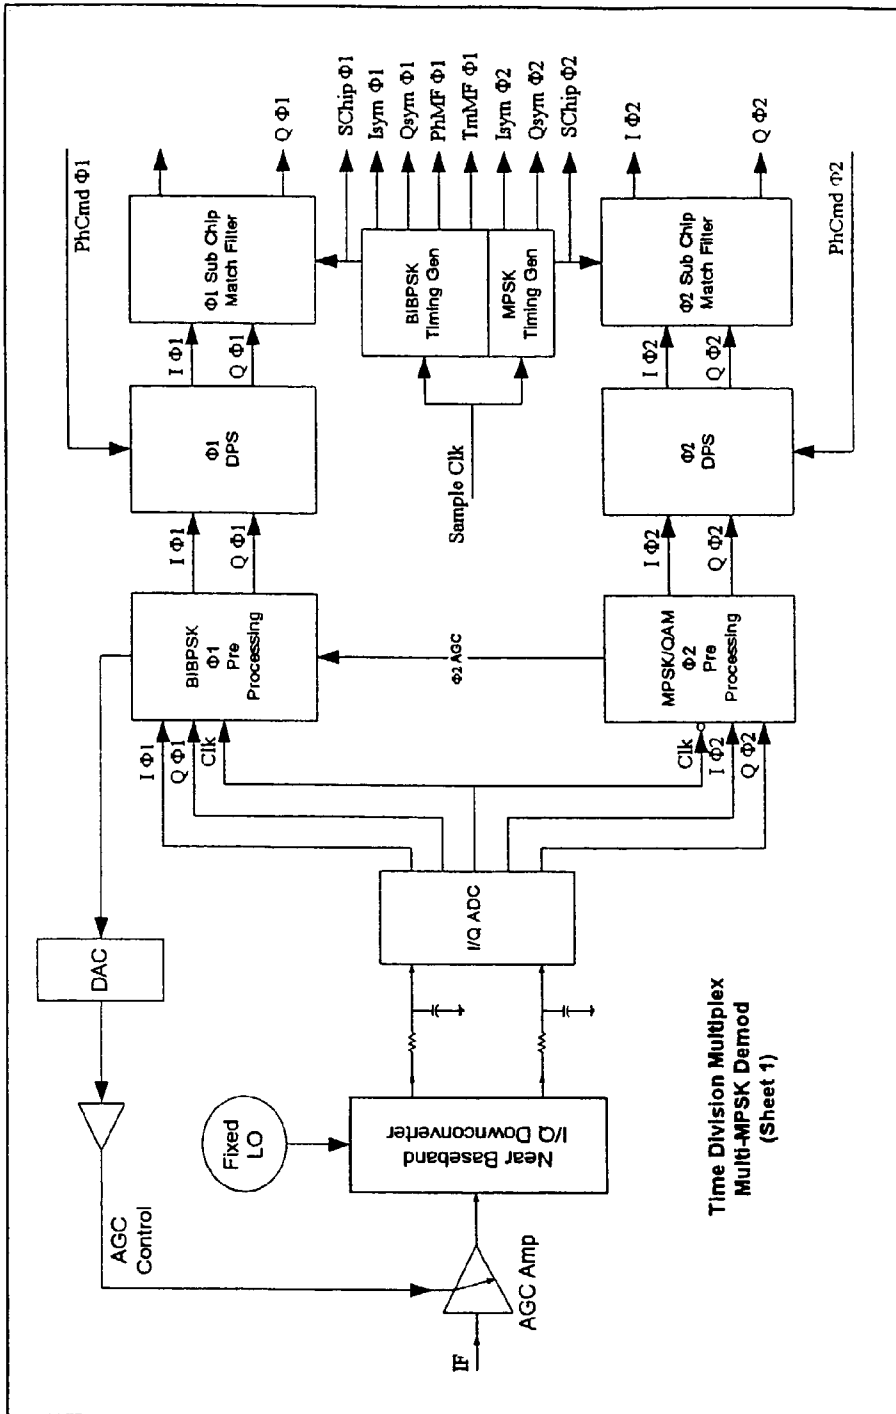 PhCmd Φ1
Q Φ1
SChip Φ1
Isym Φ1
Qsym Φ1
PhMF Φ1
TmMF Φ1
Isym Φ2
Qsym Φ2
SChip Φ2
I Φ2
Q Φ2
PhCmd Φ2
Φ1 Sub Chip
Match Filter
BIBPSK
Timing Gen
MPSK
Timing Gen
Φ2 Sub Chip
Match Filter
I Φ1
Q Φ1
I Φ2
Q Φ2
Φ1
DPS
Sample Clk
Φ2
DPS
I Φ1
Q Φ1
I Φ2
Q Φ2
BIBPSK
Φ1
Pre
Processing
Φ2 AGC
MPSK/QAM
Φ2
Pre
Processing
I Φ1
Q Φ1
Clk
Clk
I Φ2
Q Φ2
I/Q ADC
DAC
Fixed
LO
Near Baseband
I/Q Downconverter
AGC
Control
AGC Amp
IF
Time Division Multiplex
Multi-MPSK Demod
(Sheet 1)